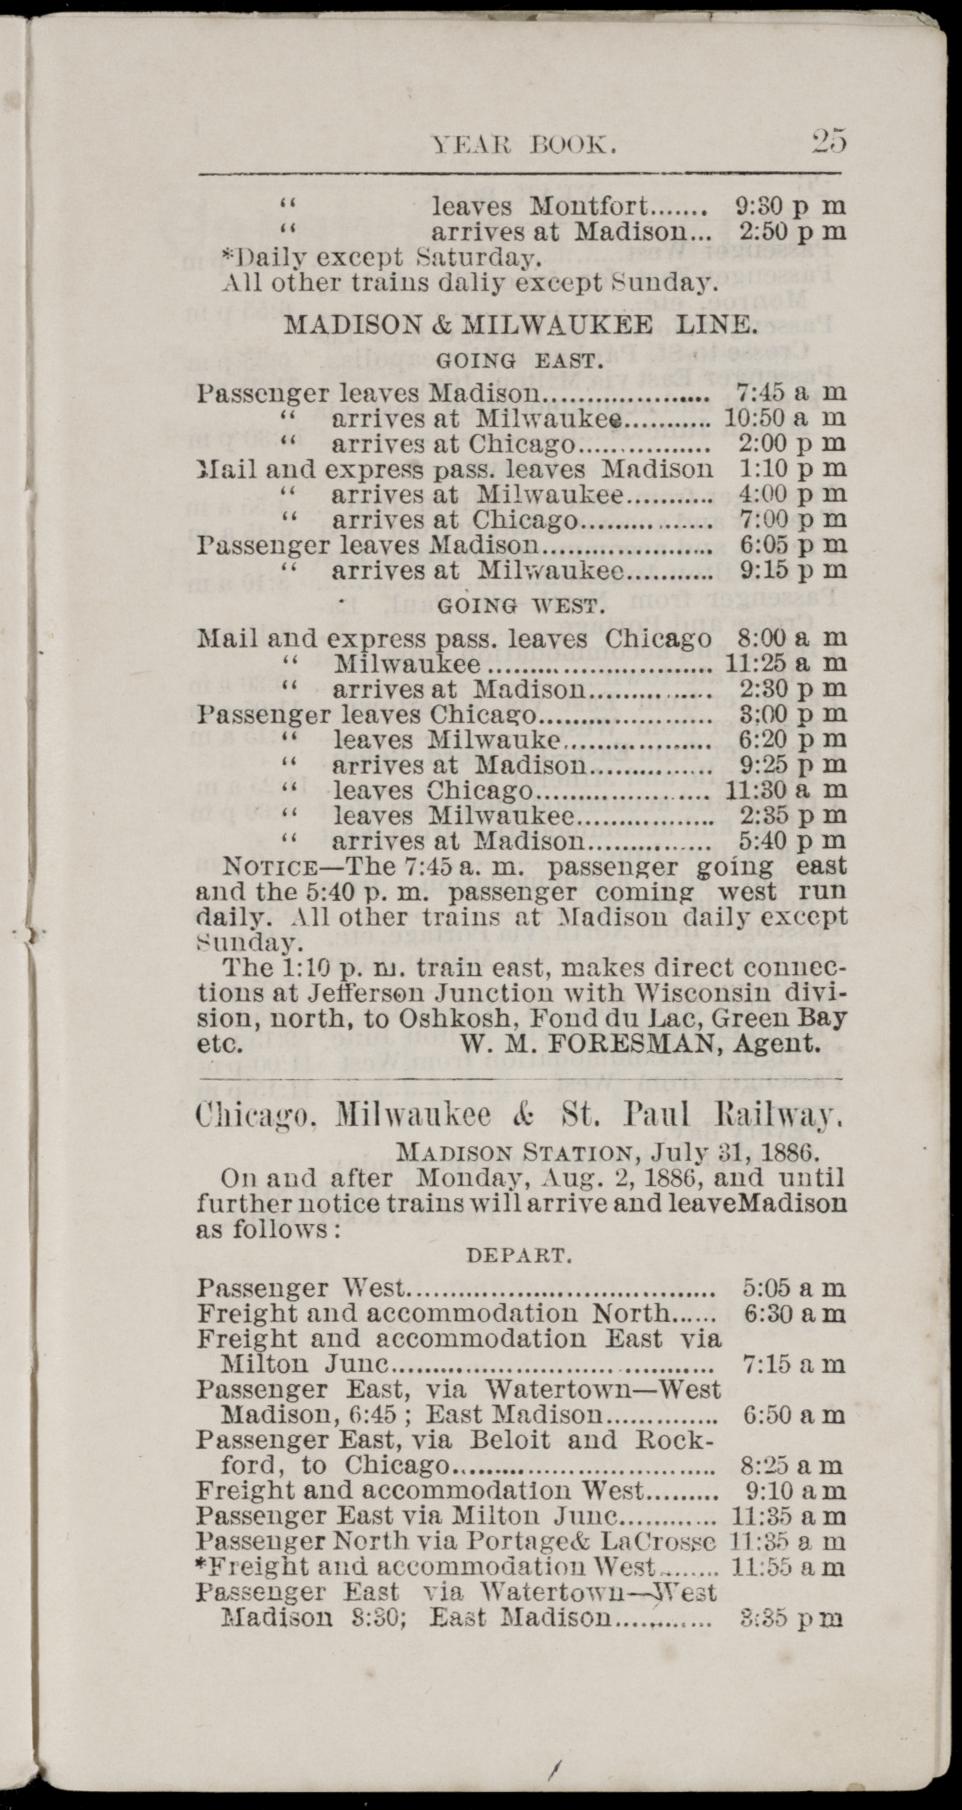 YEAR BOOK. 25
“ leaves Montfort....... 9:30 p m
“ arrives at Madison... 2:50 p m
*Daily except Saturday.
All other trains daliy except Sunday.
MADISON & MILWAUKEE LINE.
GOING EAST.
Passenger leaves Madison..................... 7:45 a m
“ arrives at Milwaukee........... 10:50 a m
“ arrives at Chicago................. 2:00 p m
Mail and express pass. leaves Madison 1:10 p m
“ arrives at Milwaukee........... 4:00 p m
“ arrives at Chicago................. 7:00 p m
Passenger leaves Madison..................... 6:05 p m
“ arrives at Milwaukee........... 9:15 p m
GOING WEST.
Mail and express pass. leaves Chicago 8:00 a m
“ Milwaukee ............................ 11:25 a m
“ arrives at Madison............... 2:30 p m
Passenger leaves Chicago..................... 3:00 p m
“ leaves Milwauke.................. 6:20 p m
“ arrives at Madison............... 9:25 p m
“ leaves Chicago..................... 11:30 a m
“ leaves Milwaukee................. 2:35 p m
“ arrives at Madison............... 5:40 p m
NOTICE—The 7:45 a. m. passenger going east
and the 5:40 p. m. passenger coming west run
daily. All other trains at Madison daily except
Sunday.
The 1:10 p. m. train east, makes direct connec-
tions at Jefferson Junction with Wisconsin divi-
sion, north, to Oshkosh, Fond du Lac, Green Bay
etc. W. M. FORESMAN, Agent.
Chicago, Milwaukee & St. Paul Railway.
MADISON STATION, July 31, 1886.
On and after Monday, Aug. 2, 1886, and until
further notice trains will arrive and leaveMadison
as follows:
DEPART.
Passenger West...................................... 5:05 a m
Freight and accommodation North...... 6:30 a m
Freight and accommodation East via
Milton Junc....................................... 7:15 a m
Passenger East, via Watertown—West
Madison, 6:45; East Madison.............. 6:50 a m
Passenger East, via Beloit and Rock-
ford, to Chicago................................ 8:25 a m
Freight and accommodation West......... 9:10 a m
Passenger East via Milton Junc............ 11:35 a m
Passenger North via Portage& LaCrosse 11:35 a m
*Freight and accommodation West........ 11:55 a m
Passenger East via Watertown—West
Madison 3:30; East Madison............ 3:35 p m